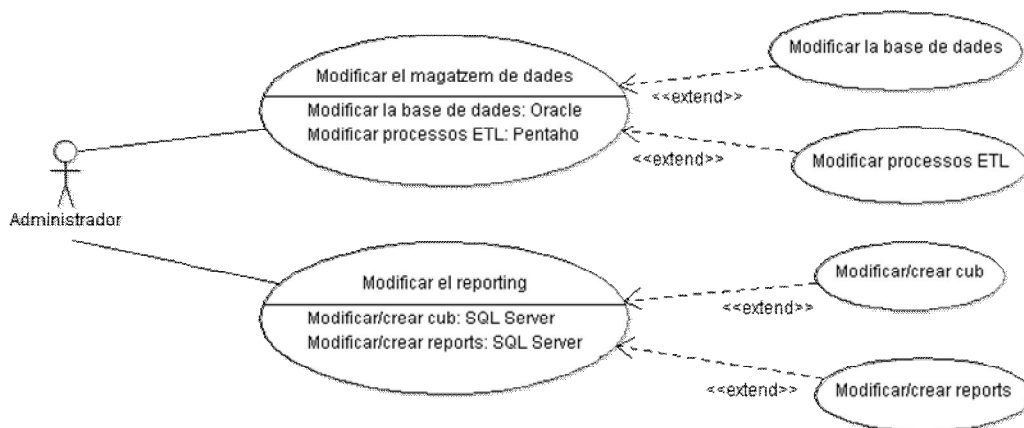 Modificar la base de dades
Modificar el magatzem de dades
<<extend>>
Modificar la base de dades: Oracle
Modificar processos ETL: Pentaho
<<extend>>
Modificar processos ETL
Administrador
Modificar/crear cub
Modificar el reporting
<<extend>>
Modificar/crear cub: SQL Server
Modificar/crear reports: SQL Server
<<extend>>
Modificar/crear reports